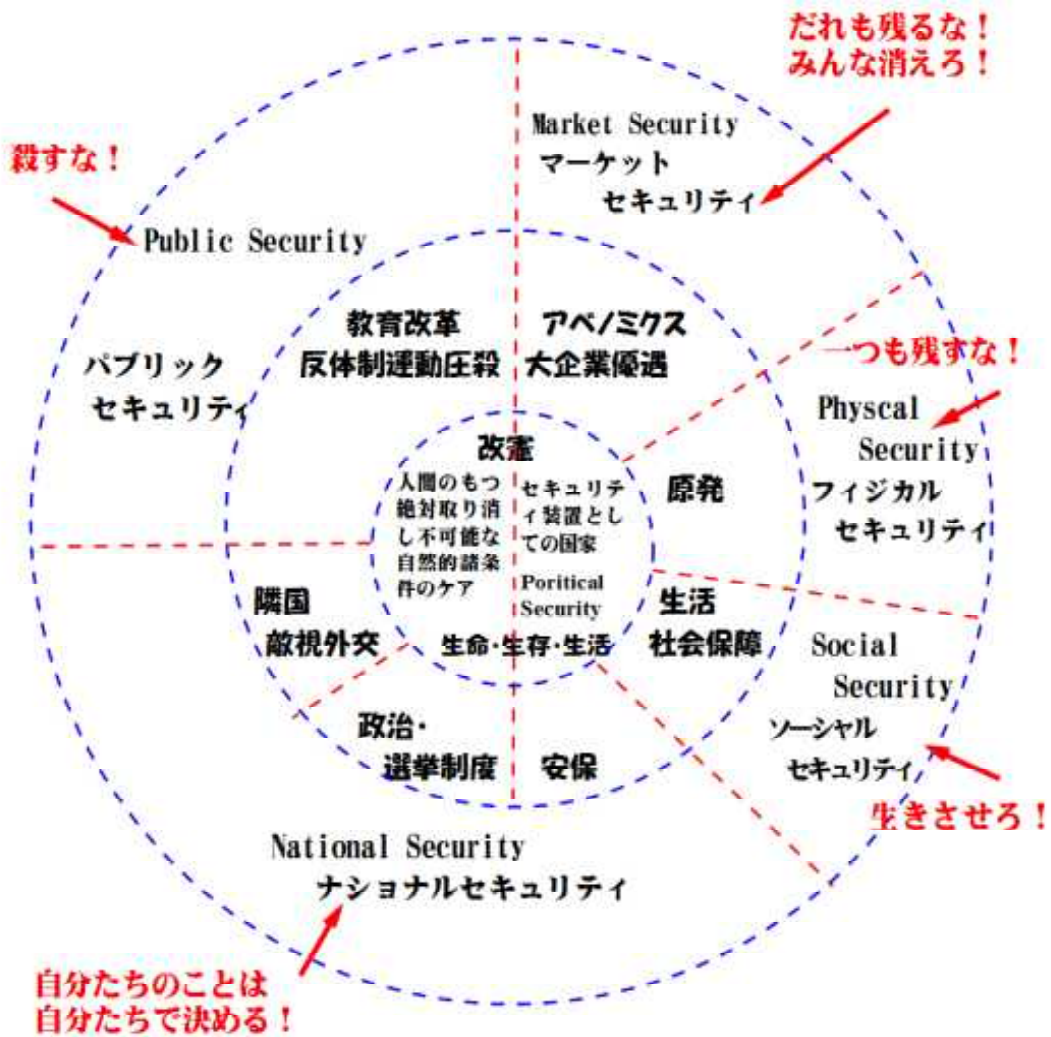 だれも残るな!
みんな消えろ!
Market Security
マーケット
セキュリティ
殺すな!
Public Security
パブリック
セキュリティ
教育改革
反体制運動圧殺
アベノミクス
大企業優遇
一つも残すな!
Physcal
Security
フィジカル
セキュリティ
改憲
人間のもつ
絶対取り消
し不可能な
自然的諸条
件のケア
セキュリテ
ィ装置とし
ての国家
Poritical
Security
生命・生存・生活
原発
隣国
敵視外交
生活
社会保障
Social
Security
ソーシャル
セキュリティ
生きさせろ!
政治・
選挙制度
安保
National Security
ナショナルセキュリティ
自分たちのことは
自分たちで決める!